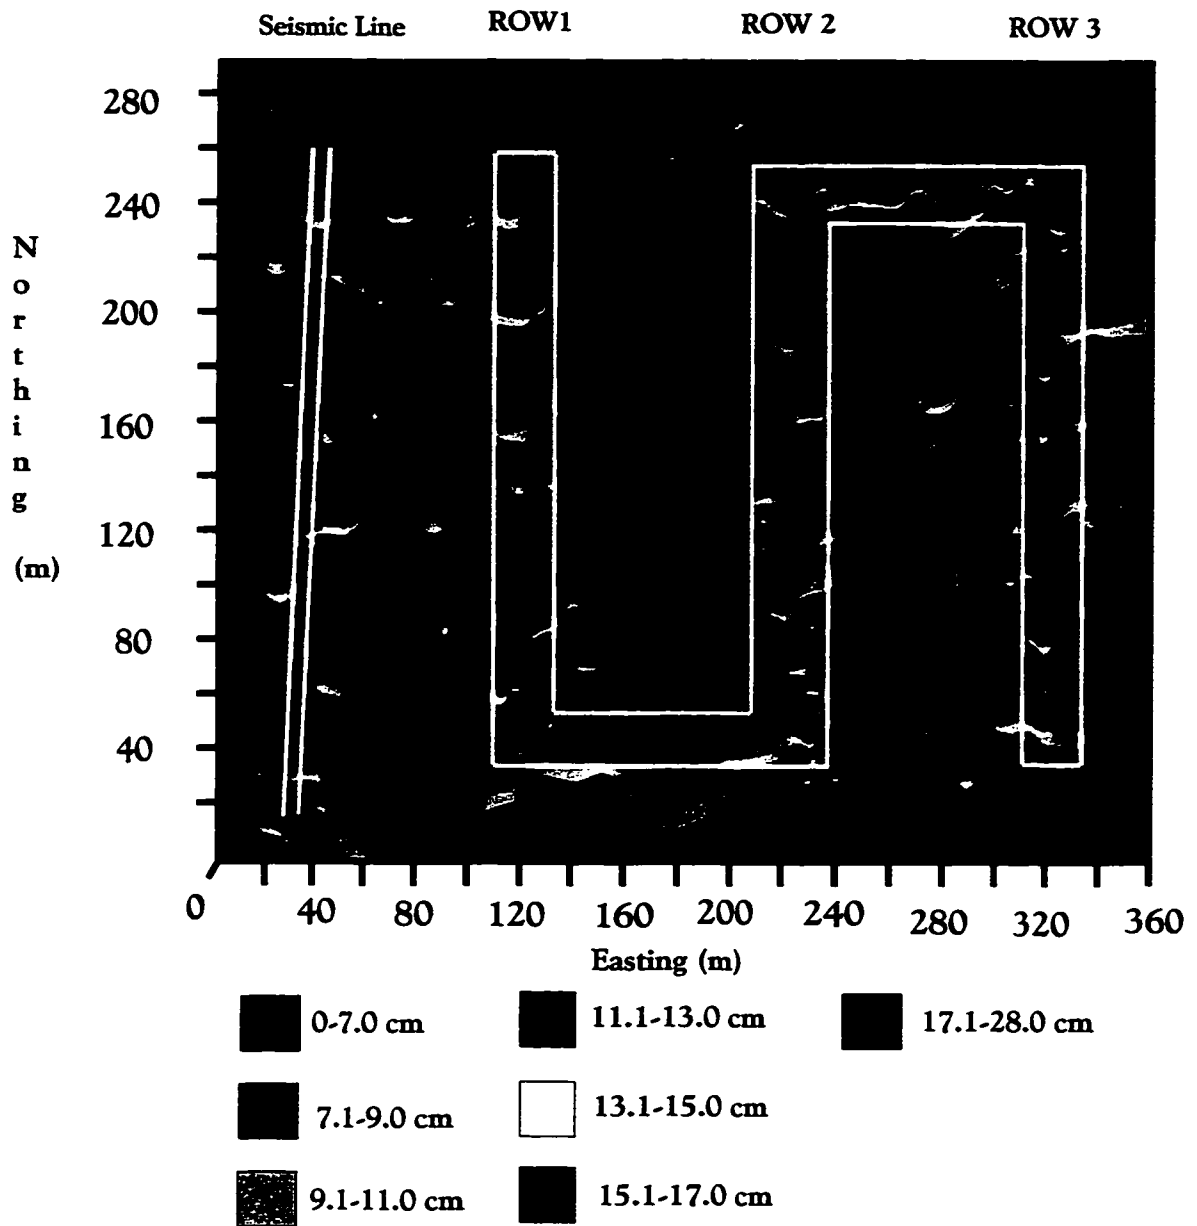 Seismic Line ROW1 ROW 2 ROW 3
280
240
200
160
120
80
40
Northing (m)
0 40 80 120 160 200 240 280 320 360
Easting (m)
0-7.0 cm 11.1-13.0 cm 17.1-28.0 cm
7.1-9.0 cm 13.1-15.0 cm
9.1-11.0 cm 15.1-17.0 cm